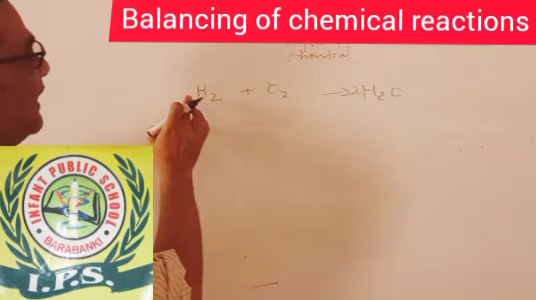 Balancing of chemical reactions
chemical
H2 + O2 → 2H2O
INFANT PUBLIC SCHOOL
BARABANKI
I.P.S.